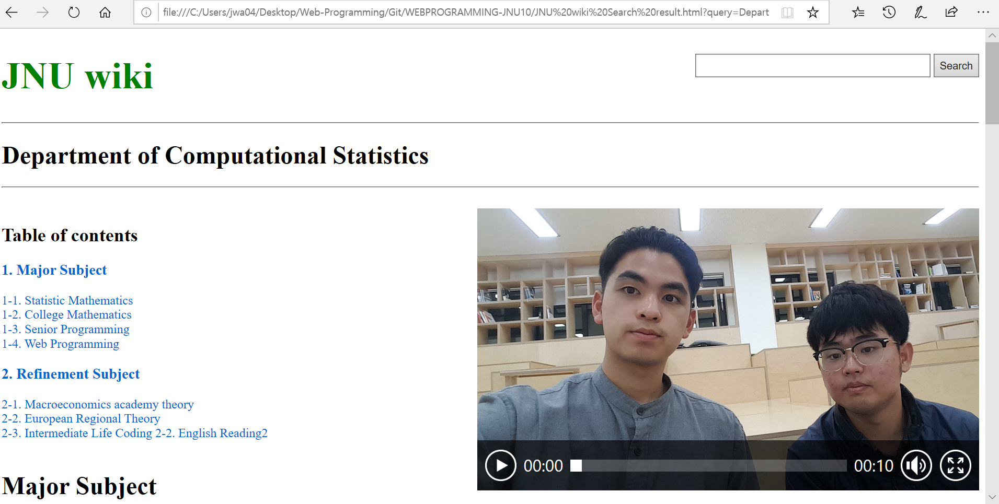 file:///C:/Users/jwa04/Desktop/Web-Programming/Git/WEBPROGRAMMING-JNU10/JNU%20wiki%20Search%20result.html?query=Depart
JNU wiki
Search
Department of Computational Statistics
Table of contents
1. Major Subject
1-1. Statistic Mathematics
1-2. College Mathematics
1-3. Senior Programming
1-4. Web Programming
2. Refinement Subject
2-1. Macroeconomics academy theory
2-2. European Regional Theory
2-3. Intermediate Life Coding 2-2. English Reading2
00:00
00:10
Major Subject